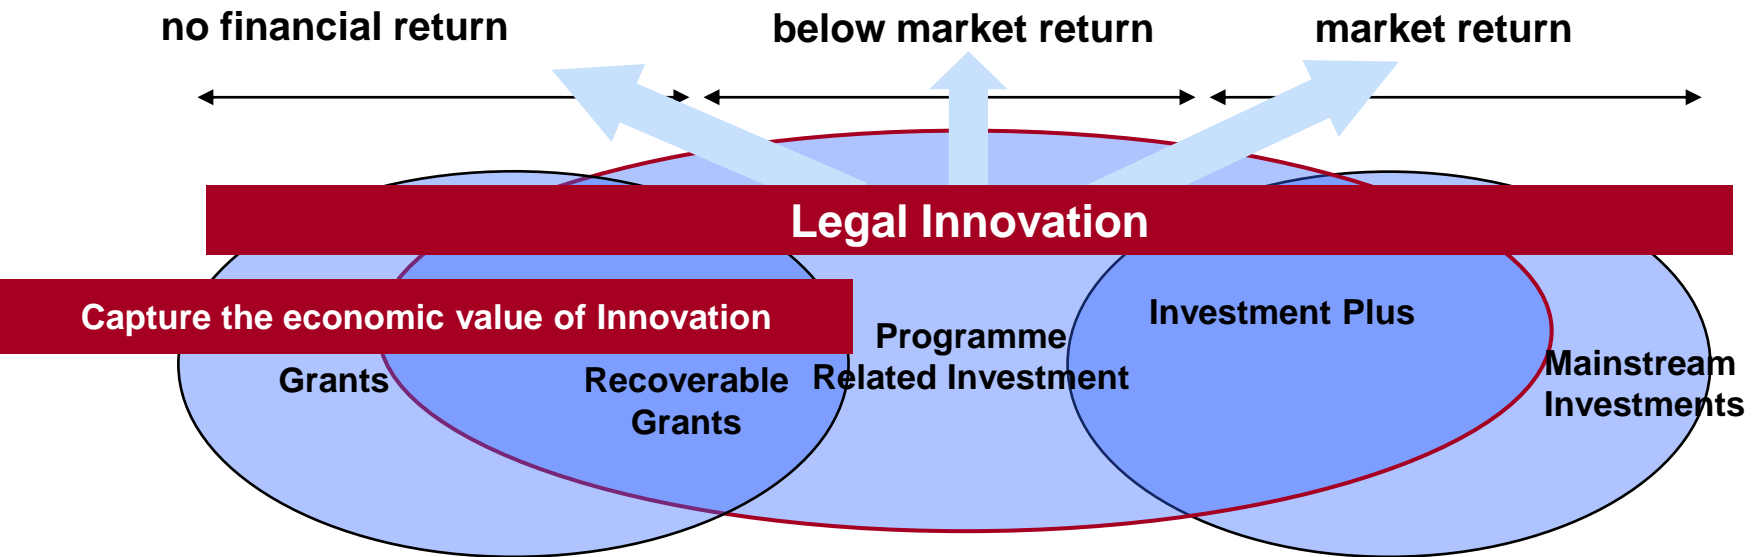 no financial return
below market return
market return
Legal Innovation
Capture the economic value of Innovation
Grants
Recoverable
Grants
Programme
Related Investment
Investment Plus
Mainstream
Investments